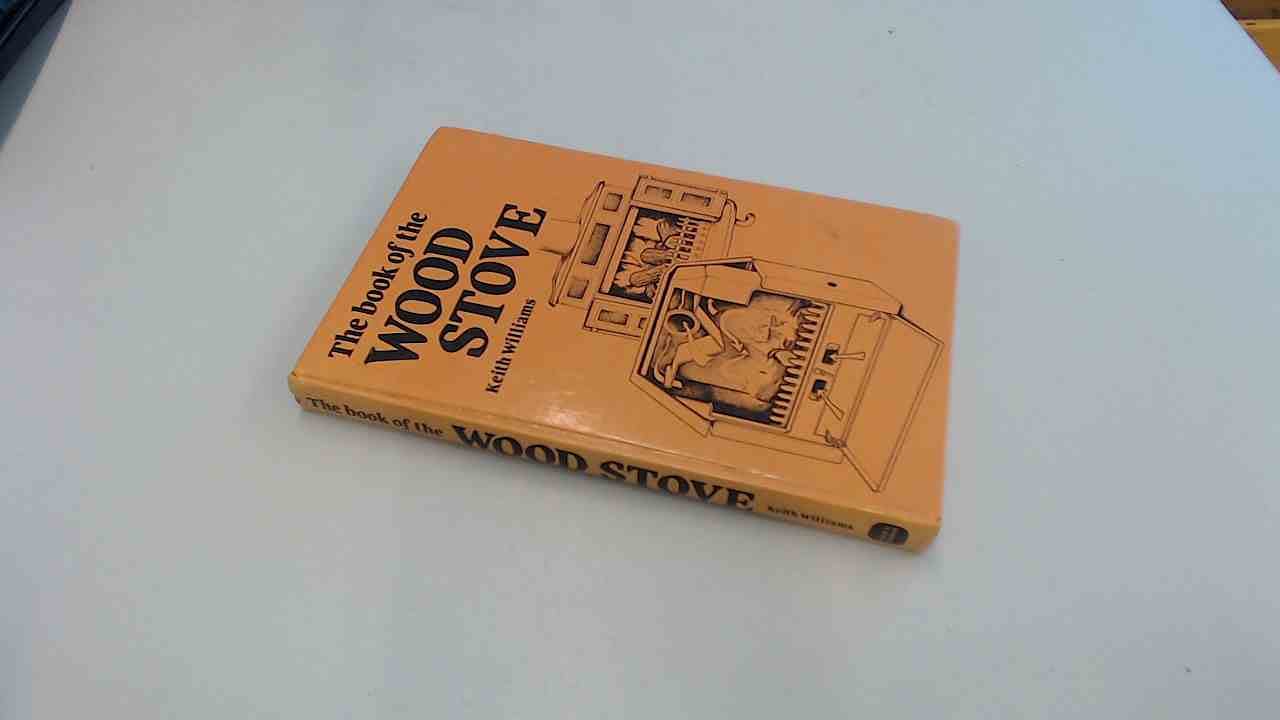 The book of the
WOOD
STOVE
Keith Williams
The book of the WOOD STOVE Keith Williams